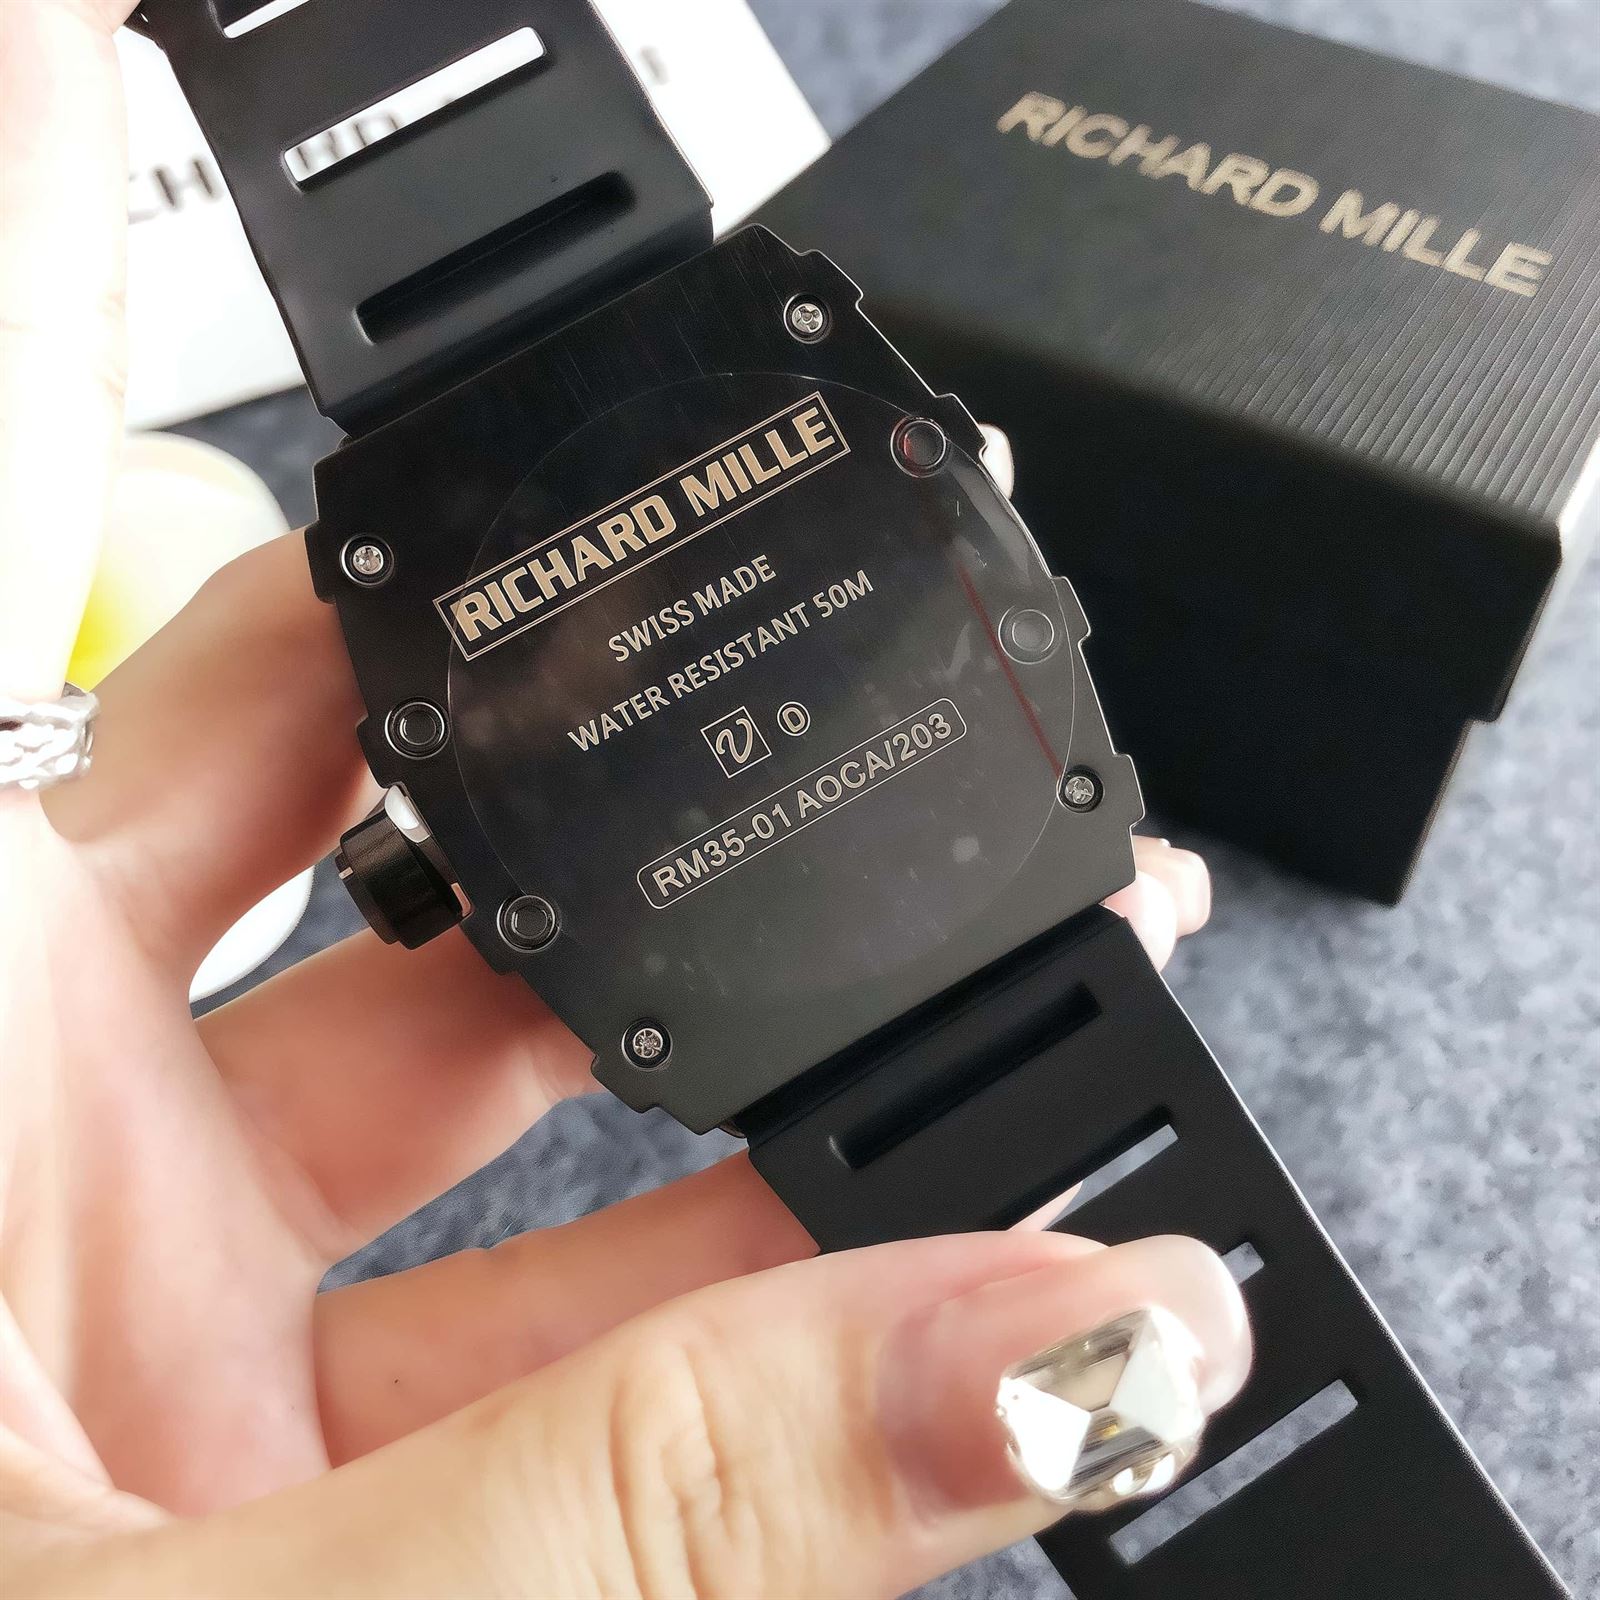 RICHARD MILLE
RICHARD MILLE
SWISS MADE
WATER RESISTANT 50M
RM35-01 AOCA/203